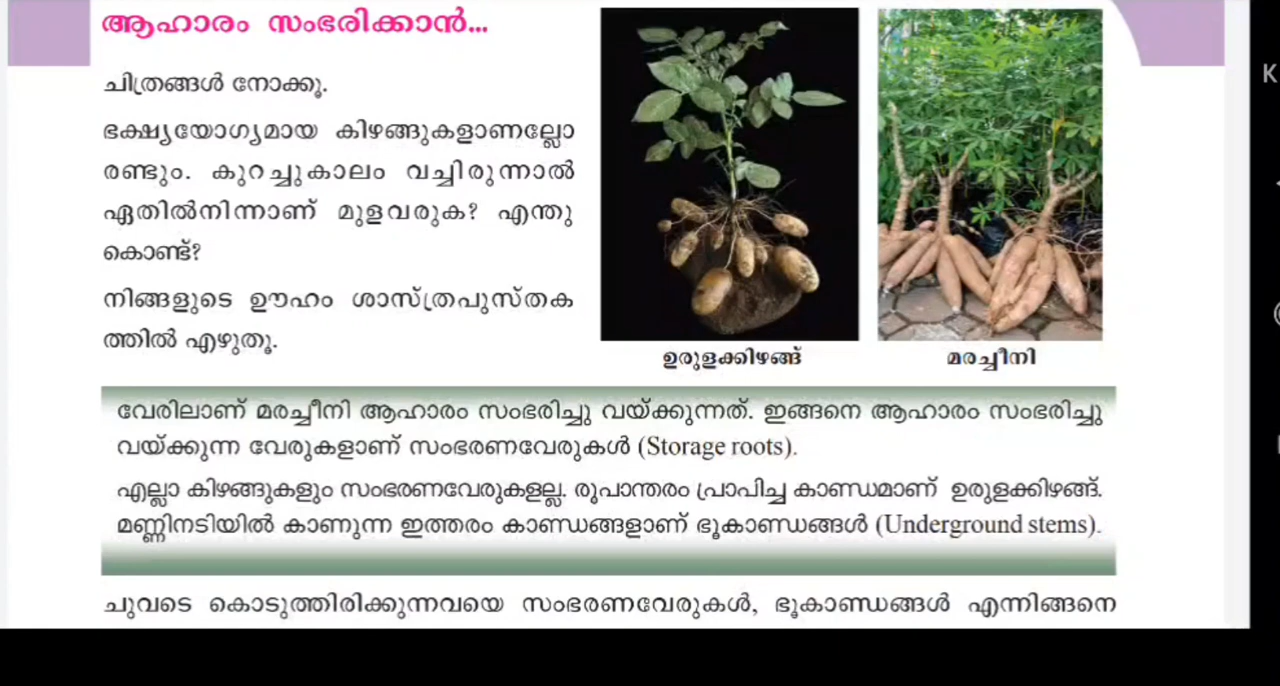 ആഹാരം സംഭരിക്കാൻ...
ചിത്രങ്ങൾ നോക്കൂ.
ഭക്ഷ്യയോഗ്യമായ കിഴങ്ങുകളാണല്ലോ
രണ്ടും. കുറച്ചുകാലം വച്ചിരുന്നാൽ
ഏതിൽനിന്നാണ് മുളവരുക? എന്തു
കൊണ്ട്?
നിങ്ങളുടെ ഊഹം ശാസ്ത്രപുസ്തക
ത്തിൽ എഴുതൂ.
ഉരുളക്കിഴങ്ങ്
മരച്ചീനി
വേരിലാണ് മരച്ചീനി ആഹാരം സംഭരിച്ചു വയ്ക്കുന്നത്. ഇങ്ങനെ ആഹാരം സംഭരിച്ചു
വയ്ക്കുന്ന വേരുകളാണ് സംഭരണവേരുകൾ (Storage roots).
എല്ലാ കിഴങ്ങുകളും സംഭരണവേരുകളല്ല. രൂപാന്തരം പ്രാപിച്ച കാണ്ഡമാണ് ഉരുളക്കിഴങ്ങ്.
മണ്ണിനടിയിൽ കാണുന്ന ഇത്തരം കാണ്ഡങ്ങളാണ് ഭൂകാണ്ഡങ്ങൾ (Underground stems).
ചുവടെ കൊടുത്തിരിക്കുന്നവയെ സംഭരണവേരുകൾ, ഭൂകാണ്ഡങ്ങൾ എന്നിങ്ങനെ
K